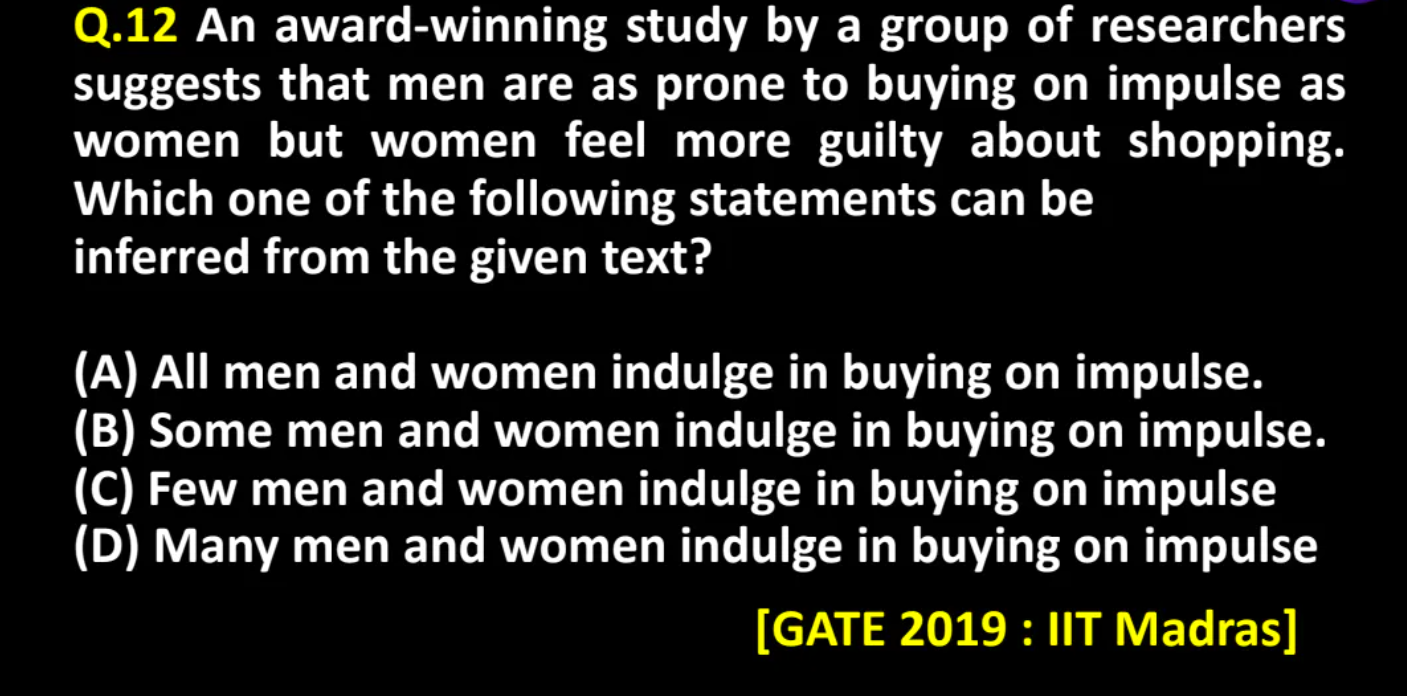 Q.12 An award-winning study by a group of researchers
suggests that men are as prone to buying on impulse as
women but women feel more guilty about shopping.
Which one of the following statements can be
inferred from the given text?
(A) All men and women indulge in buying on impulse.
(B) Some men and women indulge in buying on impulse.
(C) Few men and women indulge in buying on impulse
(D) Many men and women indulge in buying on impulse
[GATE 2019 : IIT Madras]